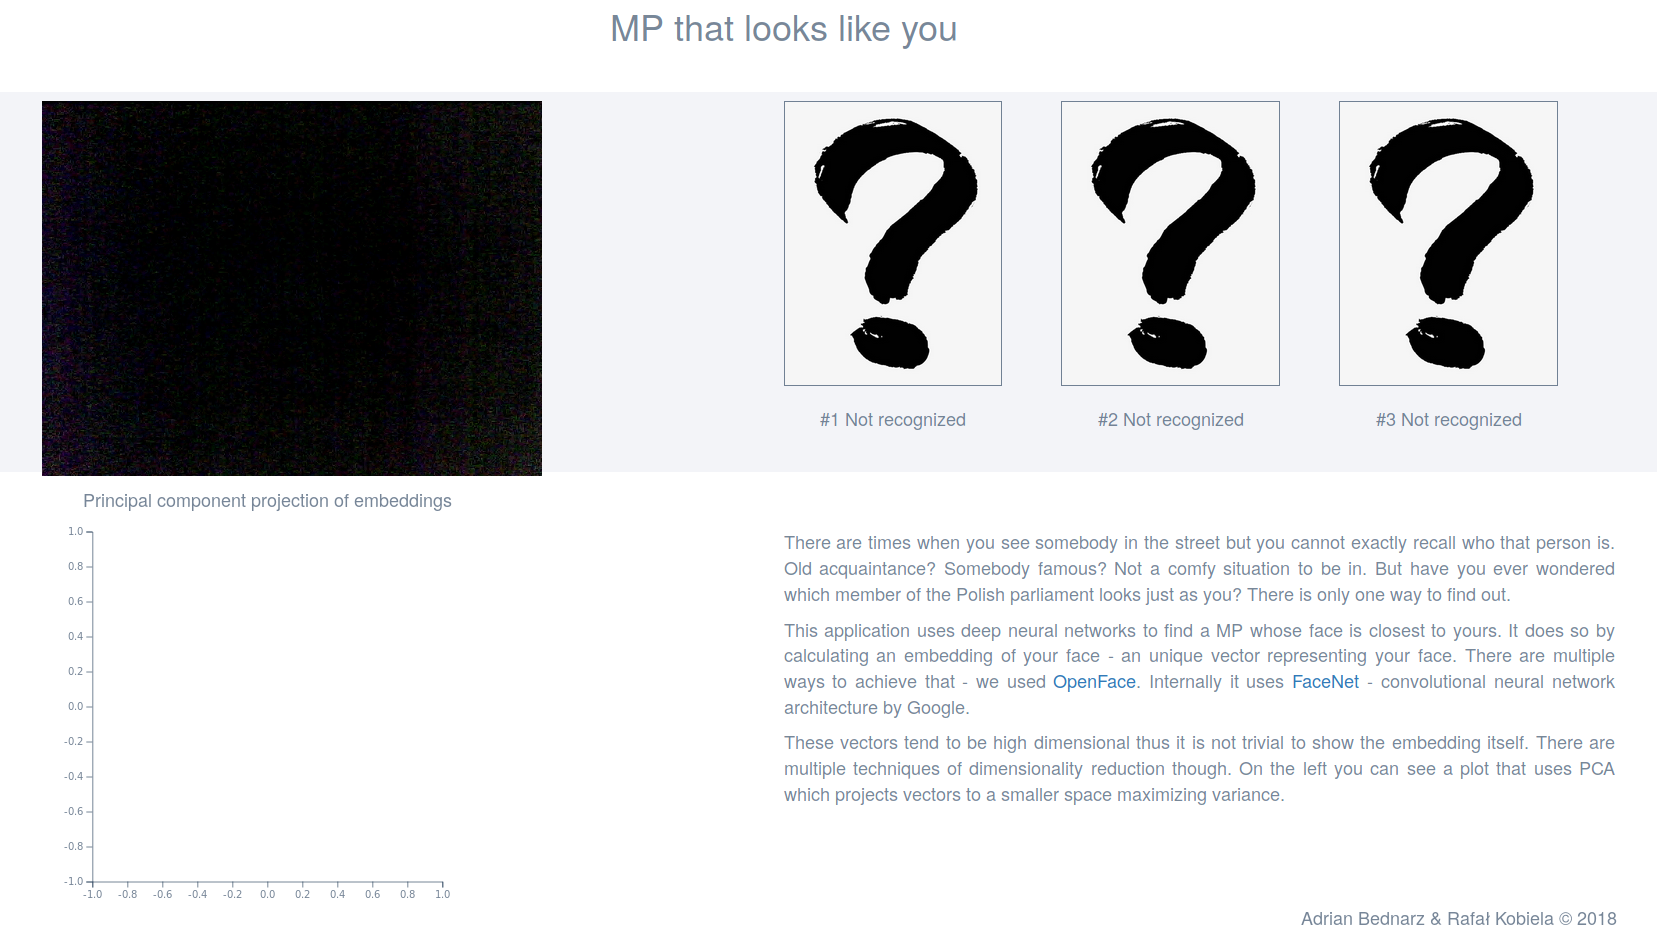 MP that looks like you
#1 Not recognized
#2 Not recognized
#3 Not recognized
Principal component projection of embeddings
1.0
0.8
0.6
0.4
0.2
0.0
-0.2
-0.4
-0.6
-0.8
-1.0
-1.0 -0.8 -0.6 -0.4 -0.2 0.0 0.2 0.4 0.6 0.8 1.0
There are times when you see somebody in the street but you cannot exactly recall who that person is.
Old acquaintance? Somebody famous? Not a comfy situation to be in. But have you ever wondered
which member of the Polish parliament looks just as you? There is only one way to find out.
This application uses deep neural networks to find a MP whose face is closest to yours. It does so by
calculating an embedding of your face - an unique vector representing your face. There are multiple
ways to achieve that - we used OpenFace. Internally it uses FaceNet - convolutional neural network
architecture by Google.
These vectors tend to be high dimensional thus it is not trivial to show the embedding itself. There are
multiple techniques of dimensionality reduction though. On the left you can see a plot that uses PCA
which projects vectors to a smaller space maximizing variance.
Adrian Bednarz & Rafał Kobiela © 2018